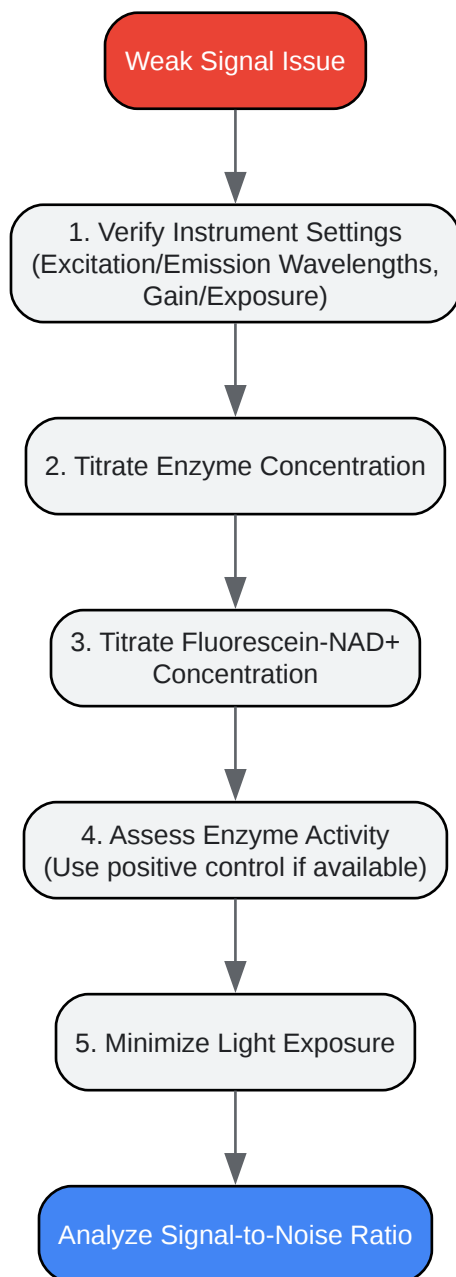 Weak Signal Issue
1. Verify Instrument Settings
(Excitation/Emission Wavelengths,
Gain/Exposure)
2. Titrate Enzyme Concentration
3. Titrate Fluorescein-NAD+
Concentration
4. Assess Enzyme Activity
(Use positive control if available)
5. Minimize Light Exposure
Analyze Signal-to-Noise Ratio